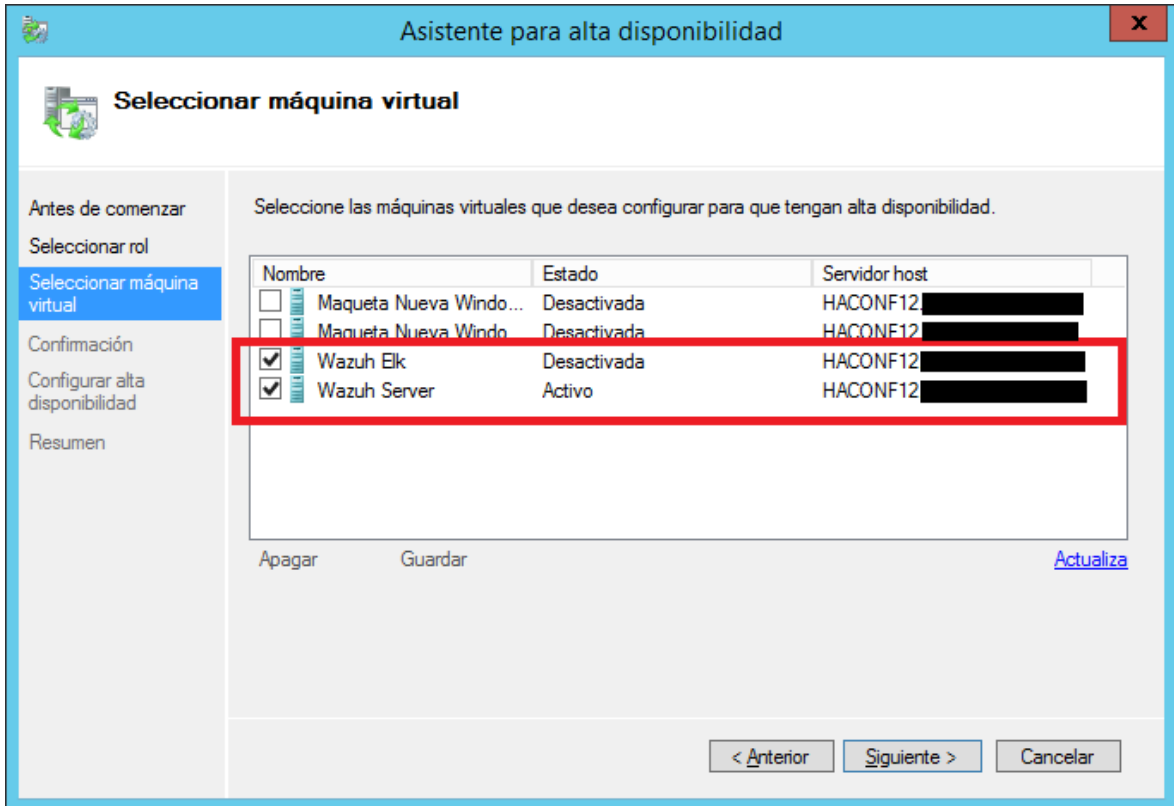 Asistente para alta disponibilidad
x
Seleccionar máquina virtual
Antes de comenzar
Seleccionar rol
Seleccionar máquina
virtual
Confirmación
Configurar alta
disponibilidad
Resumen
Seleccione las máquinas virtuales que desea configurar para que tengan alta disponibilidad.
Nombre Estado Servidor host
Maqueta Nueva Windo... Desactivada HACONF12.
Maqueta Nueva Windo Desactivada HACONF12
Wazuh Elk Desactivada HACONF12
Wazuh Server Activo HACONF12
Apagar Guardar Actualiza
< Anterior Siguiente > Cancelar